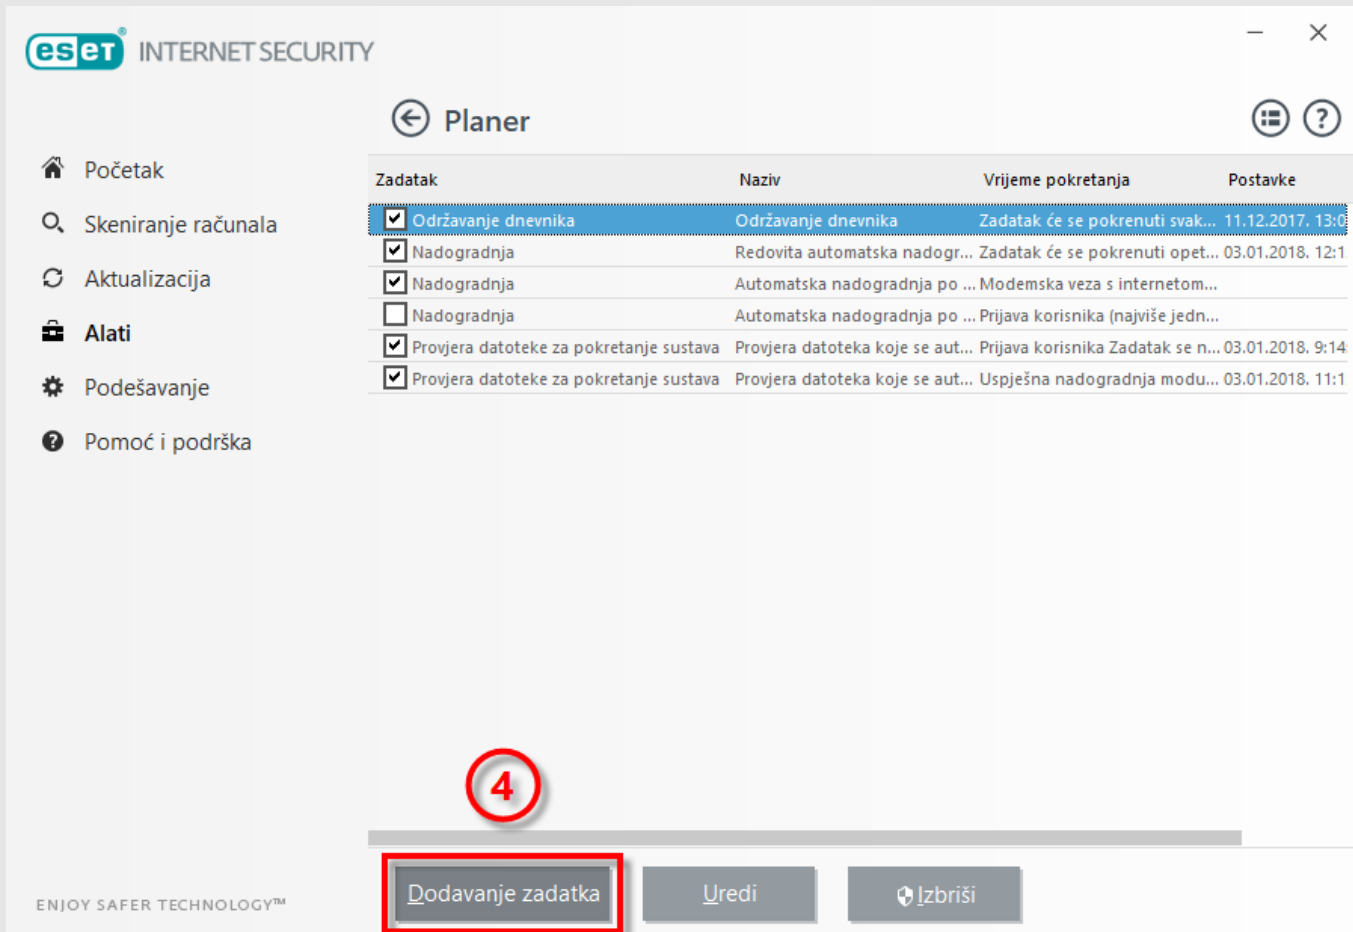 eset® INTERNET SECURITY
Planer
Početak
Skeniranje računala
Aktualizacija
Alati
Podešavanje
Pomoć i podrška
Zadatak Naziv Vrijeme pokretanja Postavke
Održavanje dnevnika Održavanje dnevnika Zadatak će se pokrenuti svak... 11.12.2017. 13:0
Nadogradnja Redovita automatska nadogr... Zadatak će se pokrenuti opet... 03.01.2018. 12:1
Nadogradnja Automatska nadogradnja po ... Modemska veza s internetom...
Nadogradnja Automatska nadogradnja po ... Prijava korisnika (najviše jedn...
Provjera datoteke za pokretanje sustava Provjera datoteka koje se aut... Prijava korisnika Zadatak se n... 03.01.2018. 9:14
Provjera datoteke za pokretanje sustava Provjera datoteka koje se aut... Uspješna nadogradnja modu... 03.01.2018. 11:1
4
Dodavanje zadatka Uredi Izbriši
ENJOY SAFER TECHNOLOGY™